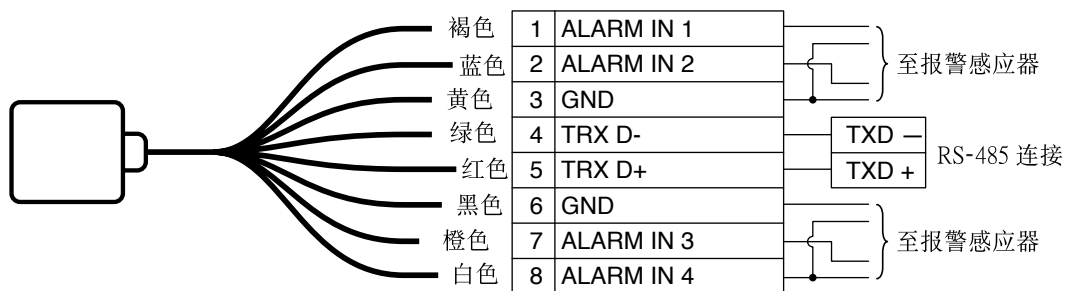 褐色 1 ALARM IN 1
蓝色 2 ALARM IN 2
至报警感应器
黄色 3 GND
绿色 4 TRX D- TXD —
RS-485 连接
红色 5 TRX D+ TXD +
黑色 6 GND
橙色 7 ALARM IN 3
至报警感应器
白色 8 ALARM IN 4